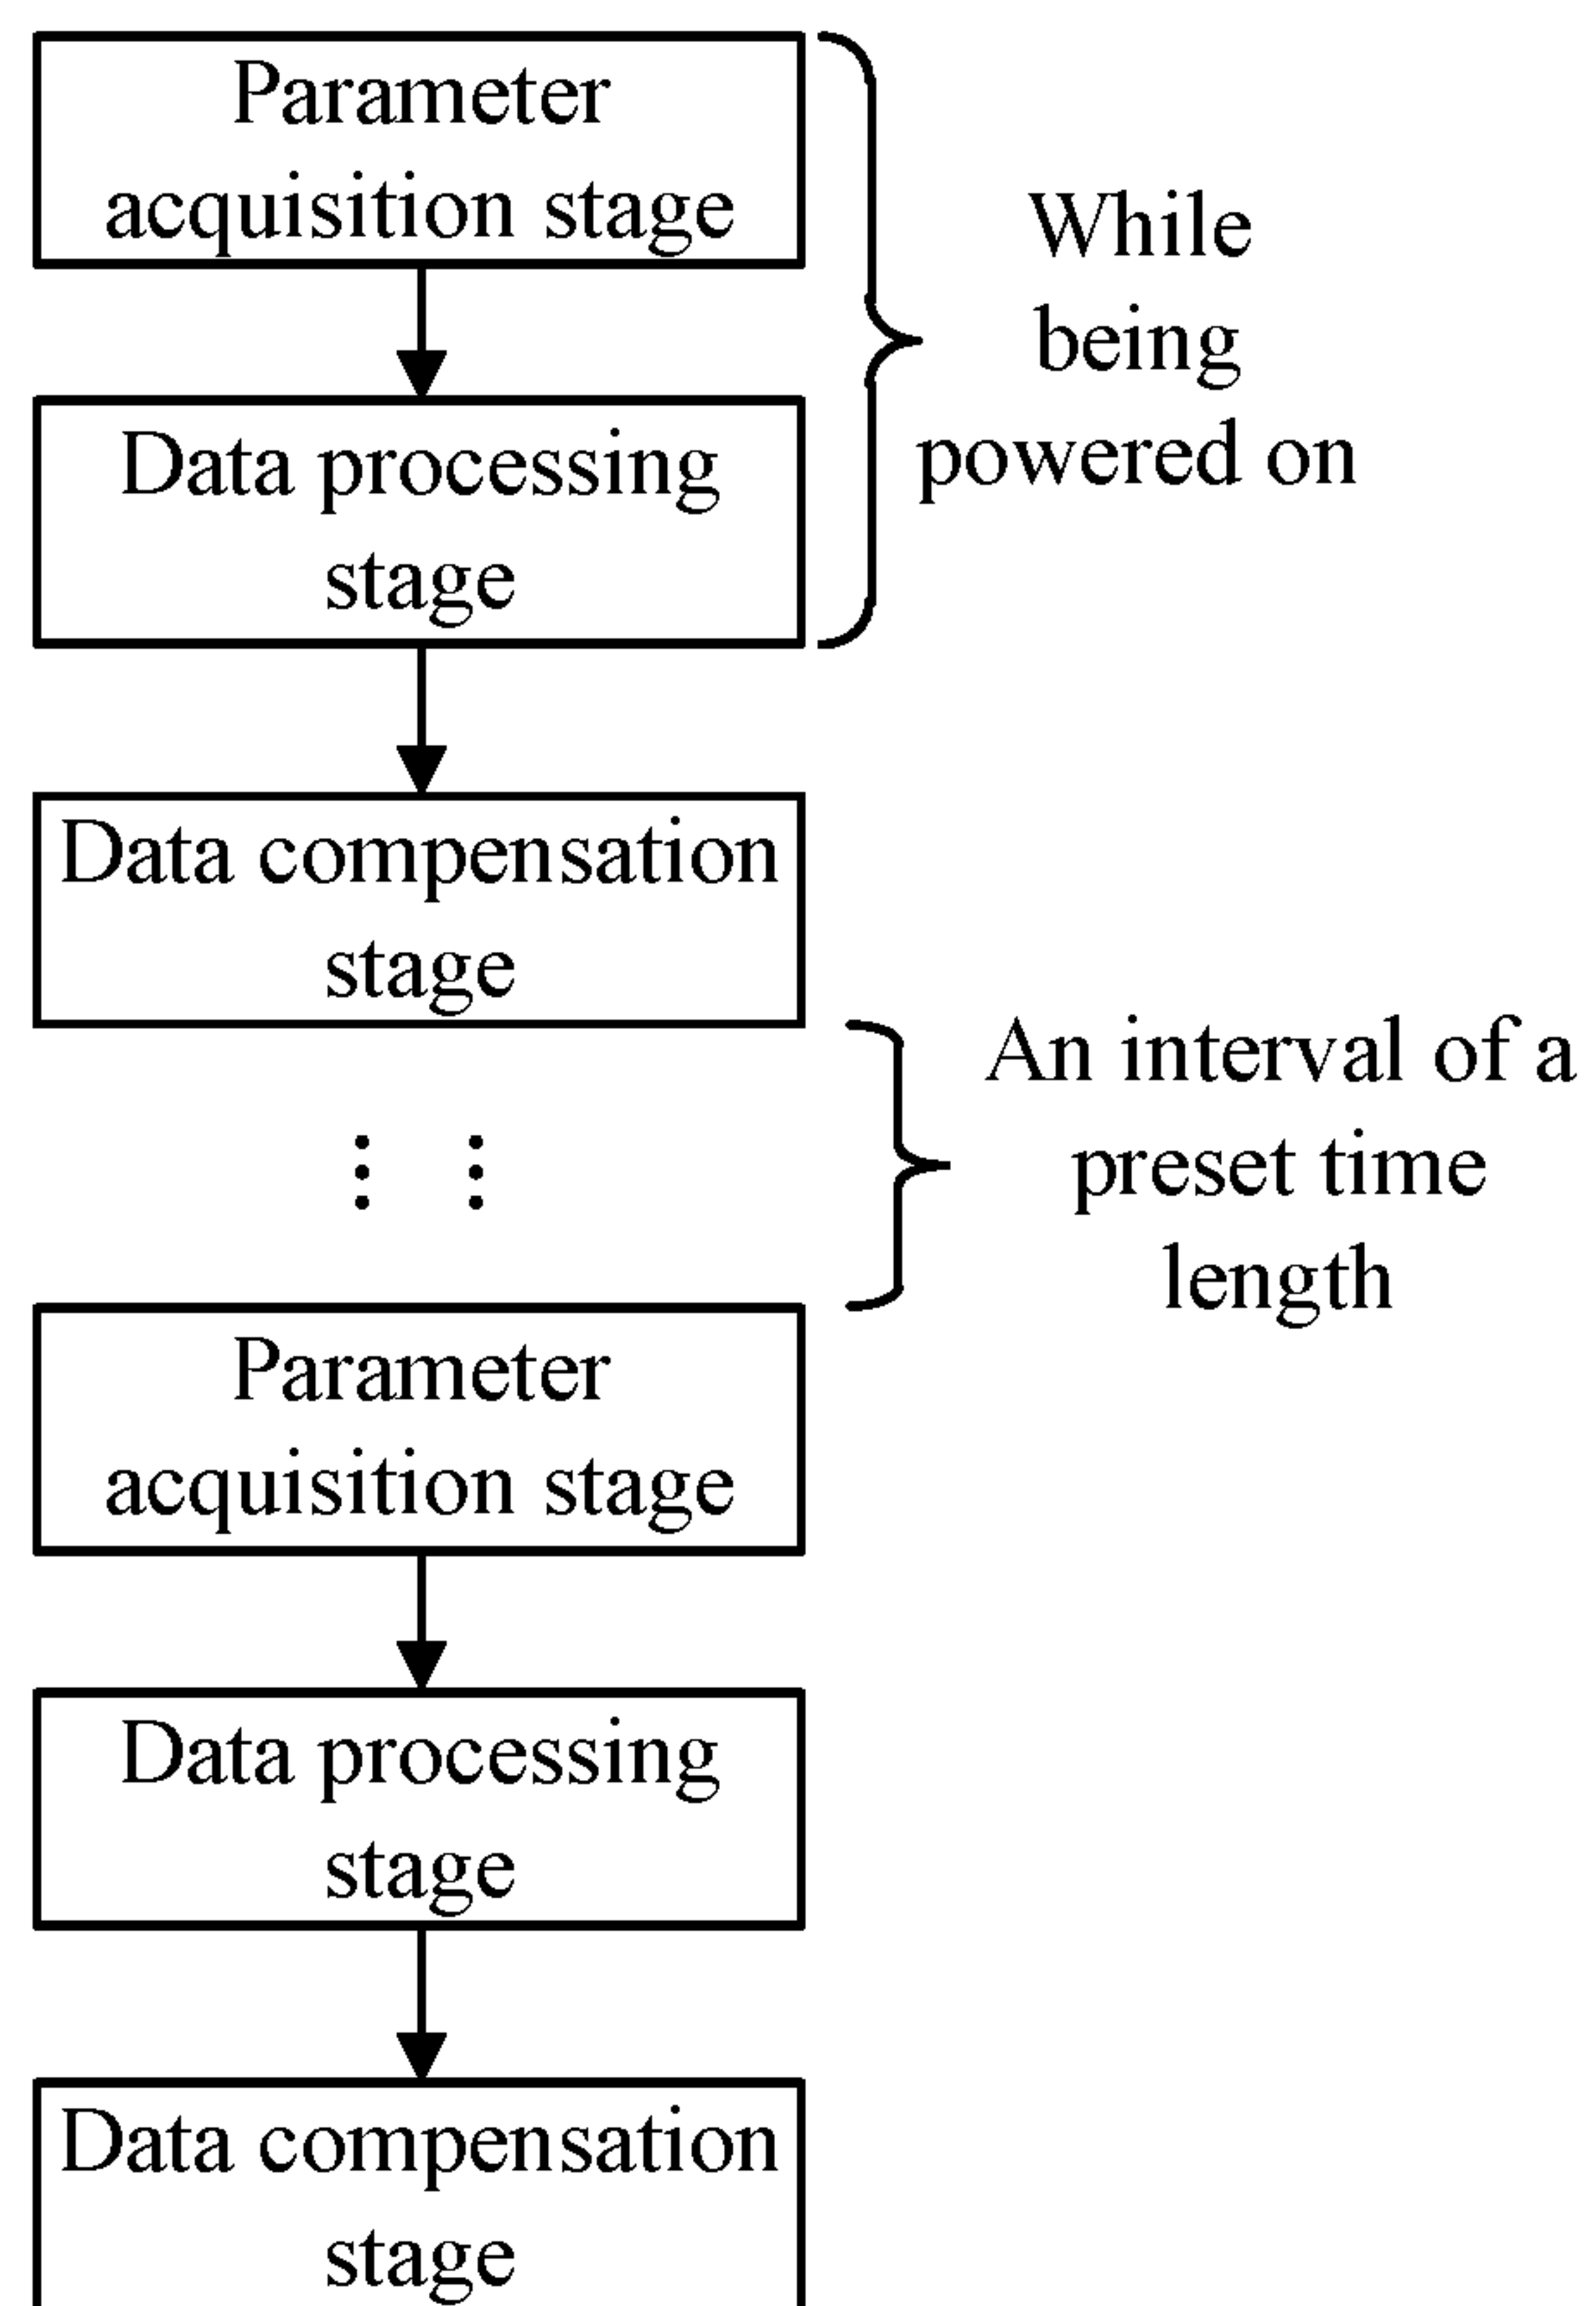 Parameter
acquisition stage
While
being
powered on
Data processing
stage
Data compensation
stage
An interval of a
preset time
length
Parameter
acquisition stage
Data processing
stage
Data compensation
stage